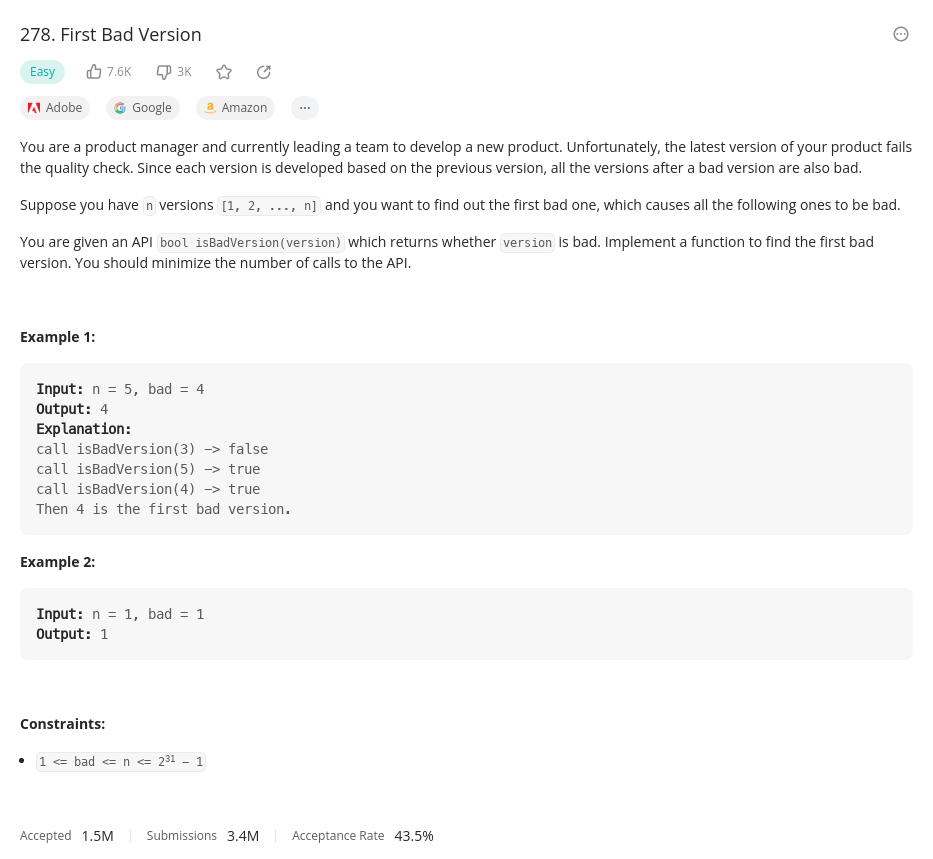 278. First Bad Version
Easy 7.6K 3K
Adobe Google Amazon ...
You are a product manager and currently leading a team to develop a new product. Unfortunately, the latest version of your product fails
the quality check. Since each version is developed based on the previous version, all the versions after a bad version are also bad.
Suppose you have n versions [1, 2, ..., n] and you want to find out the first bad one, which causes all the following ones to be bad.
You are given an API bool isBadVersion(version) which returns whether version is bad. Implement a function to find the first bad
version. You should minimize the number of calls to the API.
Example 1:
Input: n = 5, bad = 4
Output: 4
Explanation:
call isBadVersion(3) -> false
call isBadVersion(5) -> true
call isBadVersion(4) -> true
Then 4 is the first bad version.
Example 2:
Input: n = 1, bad = 1
Output: 1
Constraints:
• 1 <= bad <= n <= 2³¹ - 1
Accepted 1.5M Submissions 3.4M Acceptance Rate 43.5%